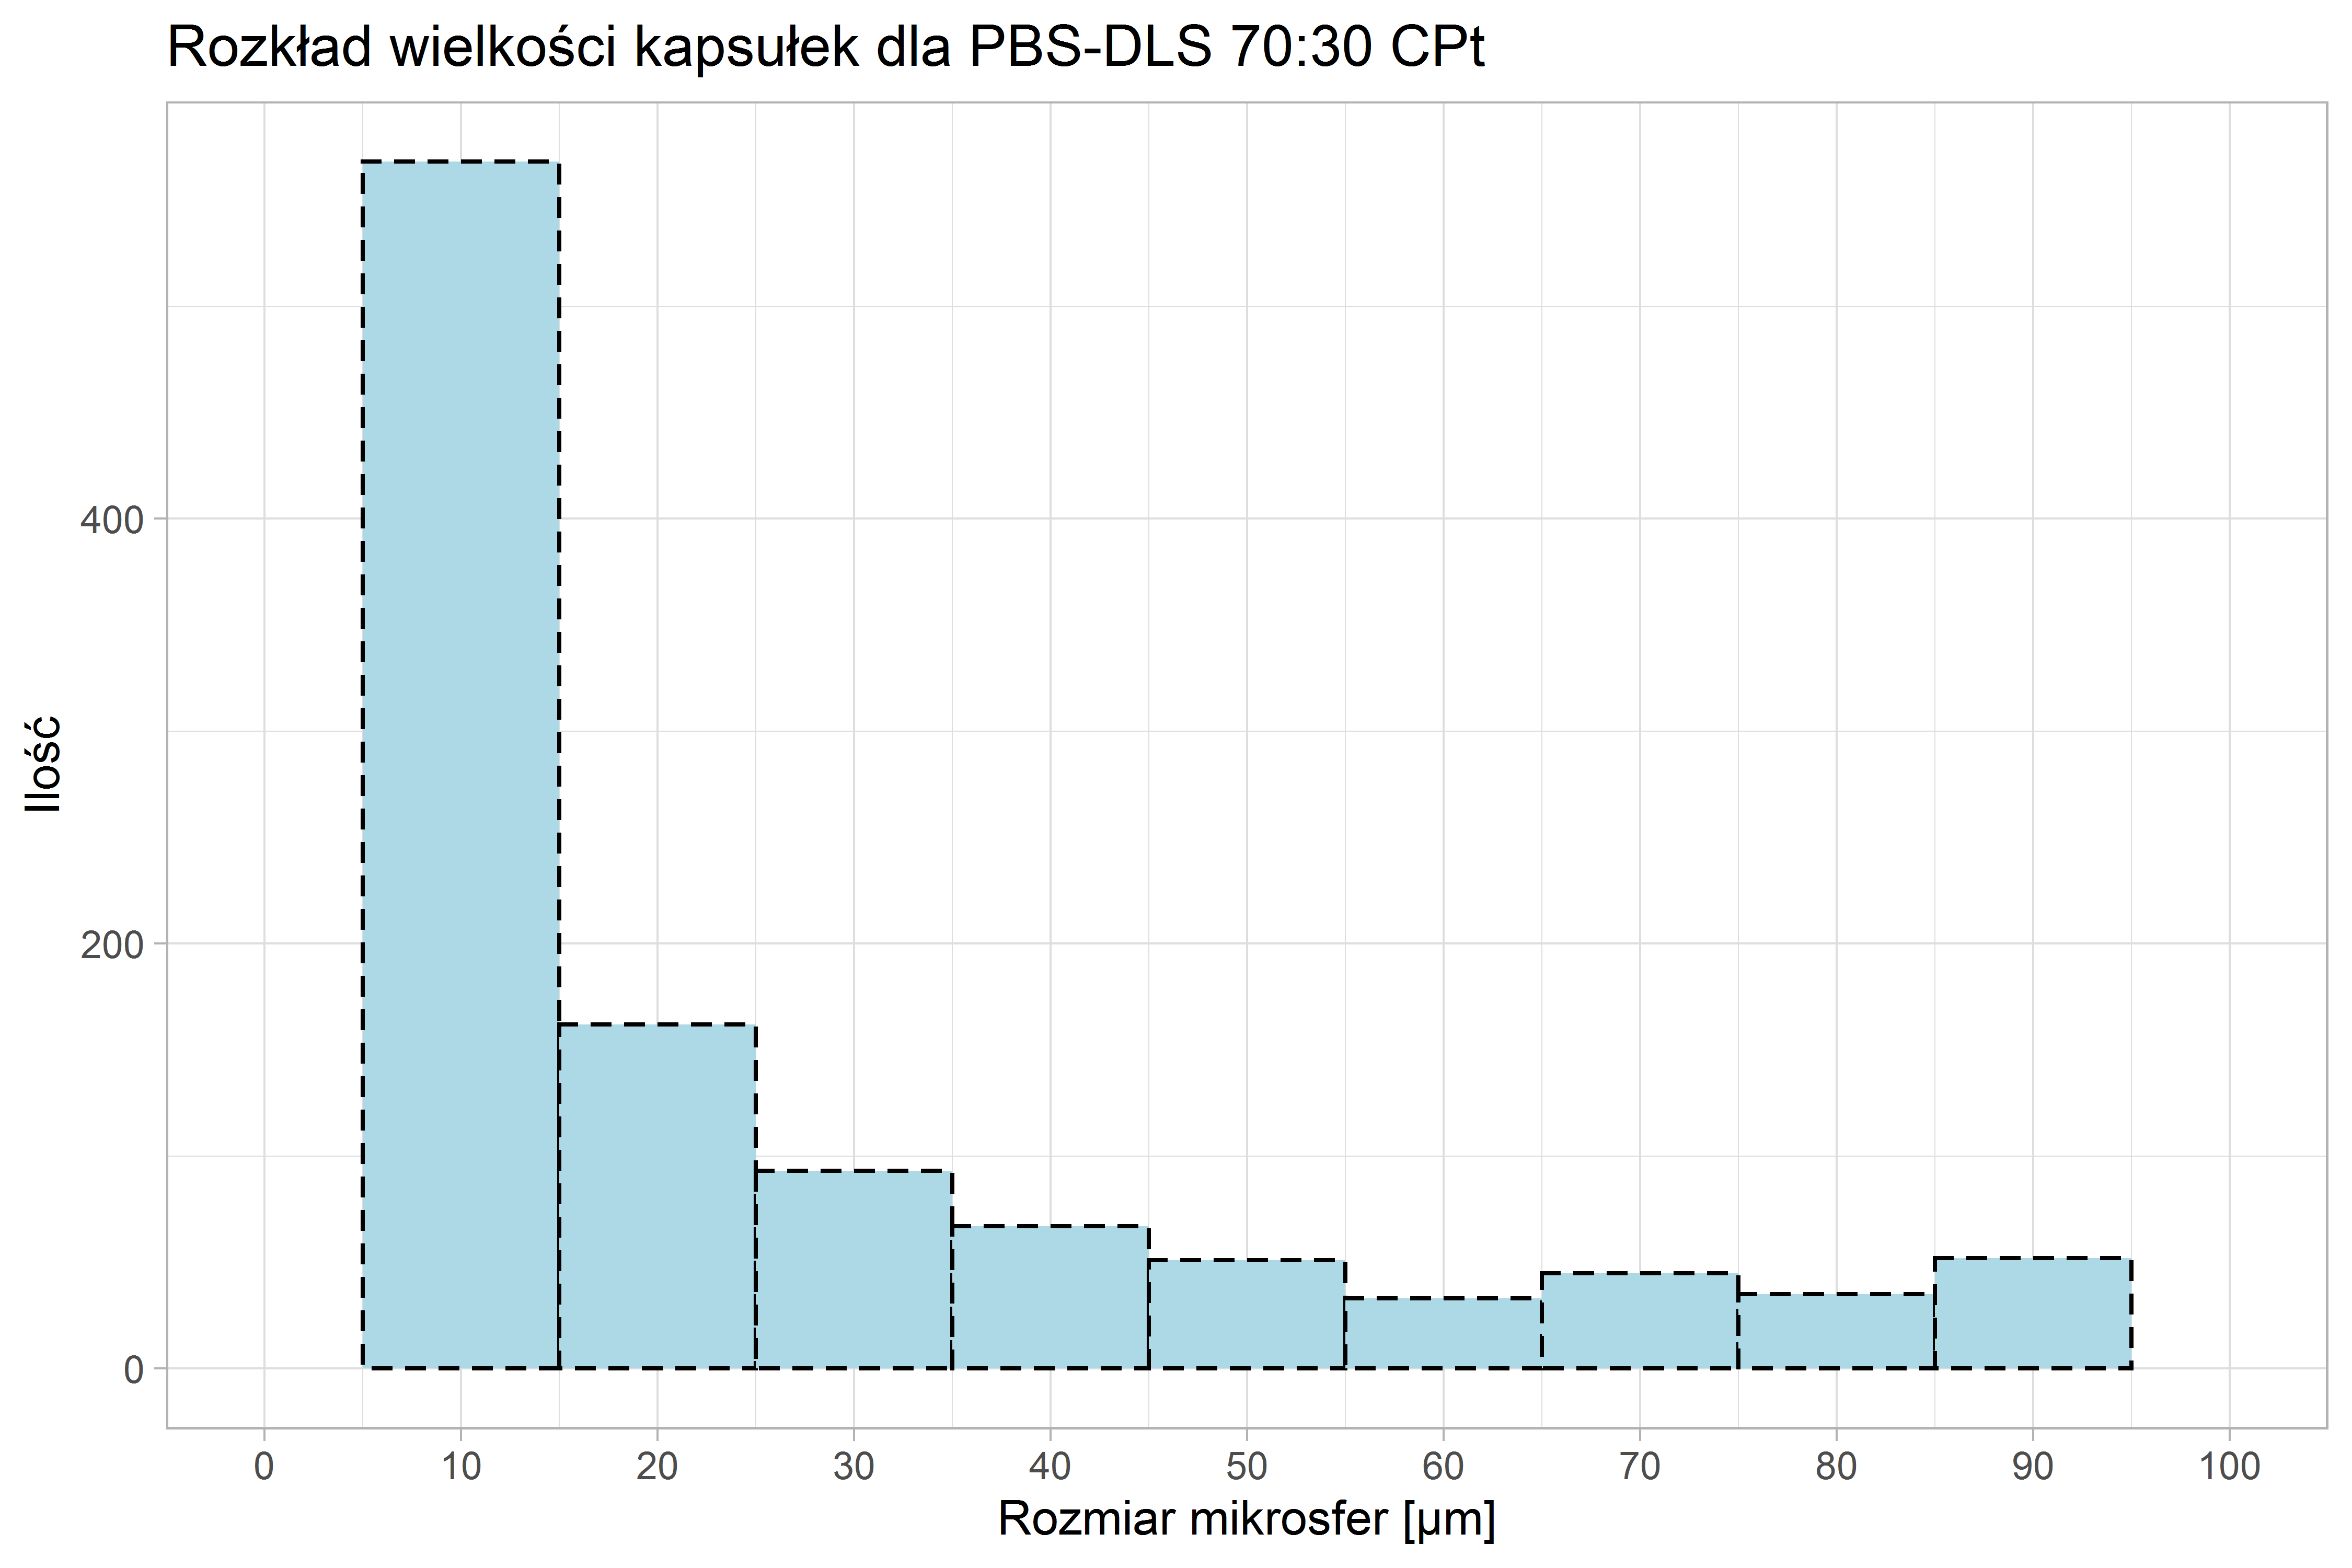 Rozkład wielkości kapsułek dla PBS-DLS 70:30 CPt
Ilość
400
200
0
0 10 20 30 40 50 60 70 80 90 100
Rozmiar mikrosfer [µm]